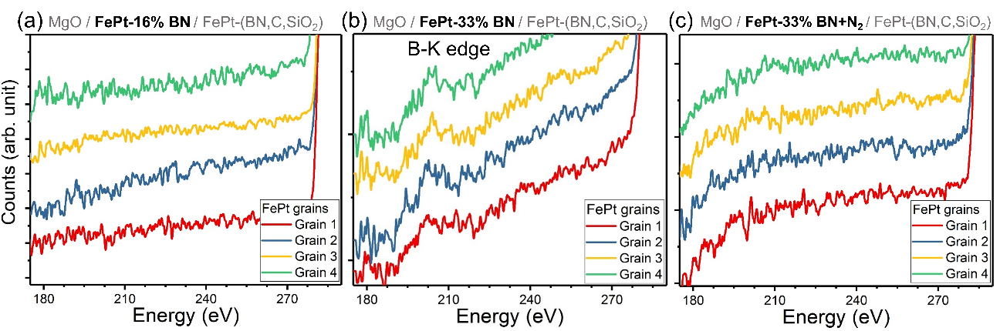 (a) MgO / FePt-16% BN / FePt-(BN,C,SiO₂)
(b) MgO / FePt-33% BN / FePt-(BN,C,SiO₂)
(c) MgO / FePt-33% BN+N₂ / FePt-(BN,C,SiO₂)
B-K edge
Counts (arb. unit)
FePt grains
Grain 1
Grain 2
Grain 3
Grain 4
FePt grains
Grain 1
Grain 2
Grain 3
Grain 4
FePt grains
Grain 1
Grain 2
Grain 3
Grain 4
180 210 240 270
180 210 240 270
180 210 240 270
Energy (eV)
Energy (eV)
Energy (eV)